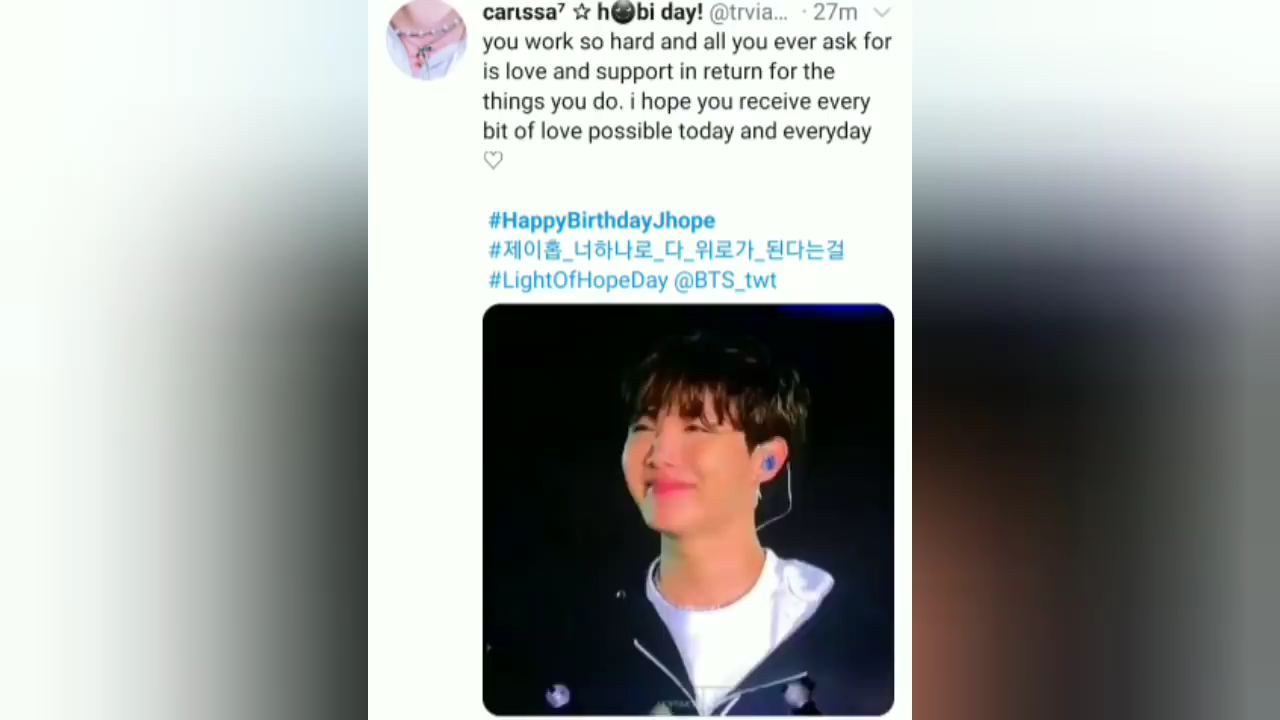 carιssa⁷ ☆ h🌚bi day! @trvia... · 27m
you work so hard and all you ever ask for
is love and support in return for the
things you do. i hope you receive every
bit of love possible today and everyday
♡
#HappyBirthdayJhope
#제이홉_너하나로_다_위로가_된다는걸
#LightOfHopeDay @BTS_twt